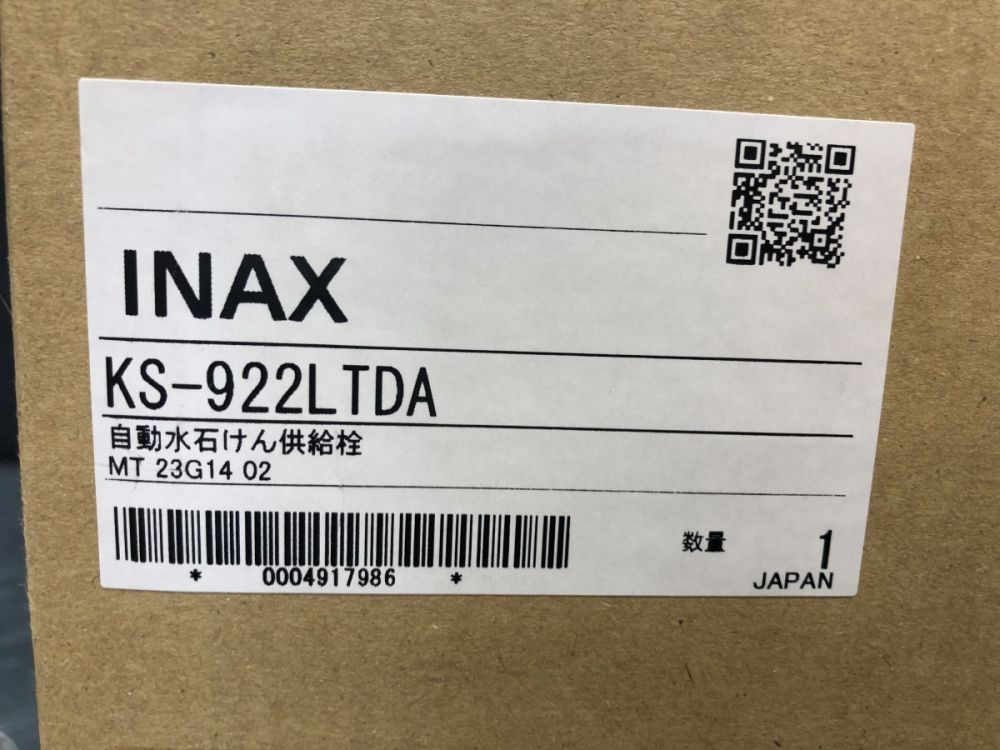 INAX
KS-922LTDA
自動水石けん供給栓
MT 23G14 02
* 0004917986 *
数量 1
JAPAN